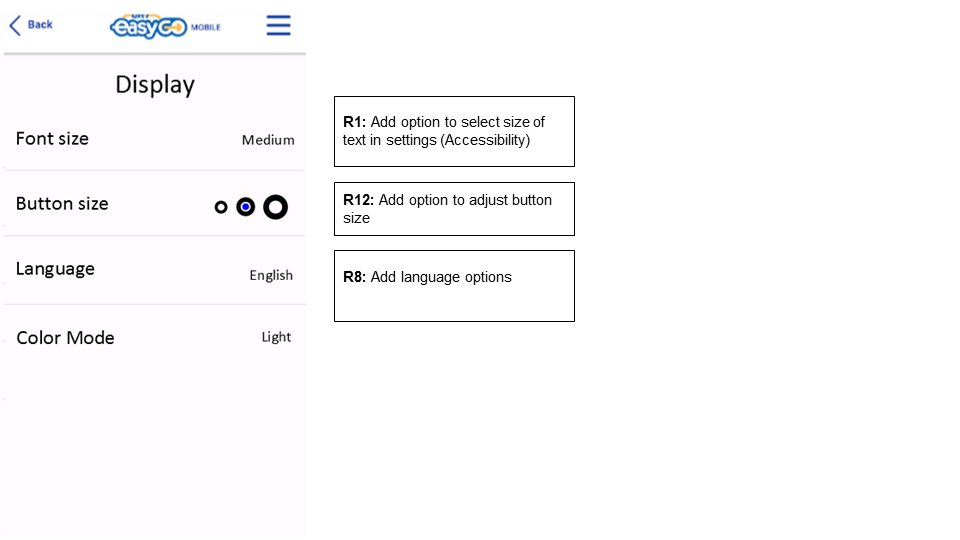 Back
easyGo MOBILE
Display
Font size
Medium
Button size
Language
English
Color Mode
Light
R1: Add option to select size of
text in settings (Accessibility)
R12: Add option to adjust button
size
R8: Add language options